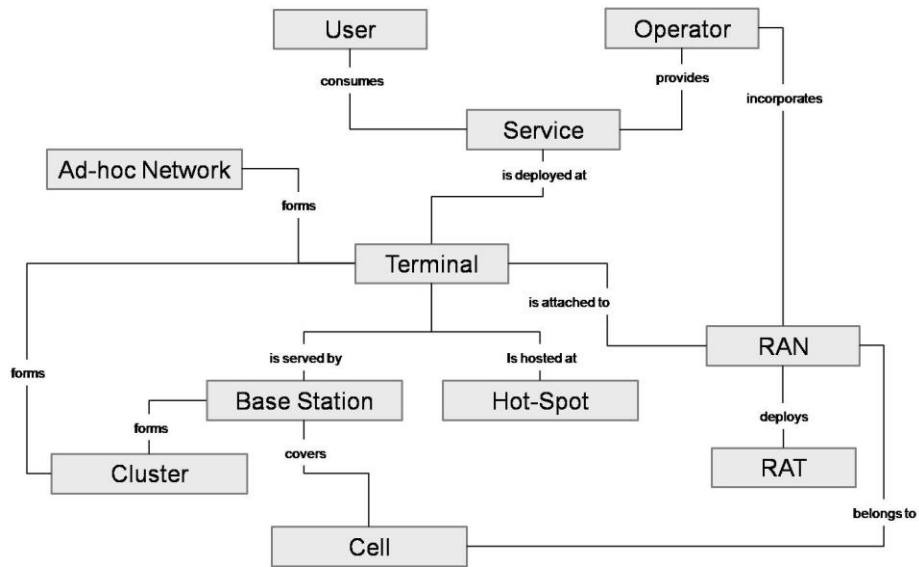 User
Operator
consumes
provides
incorporates
Service
Ad-hoc Network
is deployed at
forms
Terminal
is attached to
RAN
is served by
Is hosted at
forms
Base Station
Hot-Spot
deploys
forms
covers
Cluster
RAT
belongs to
Cell